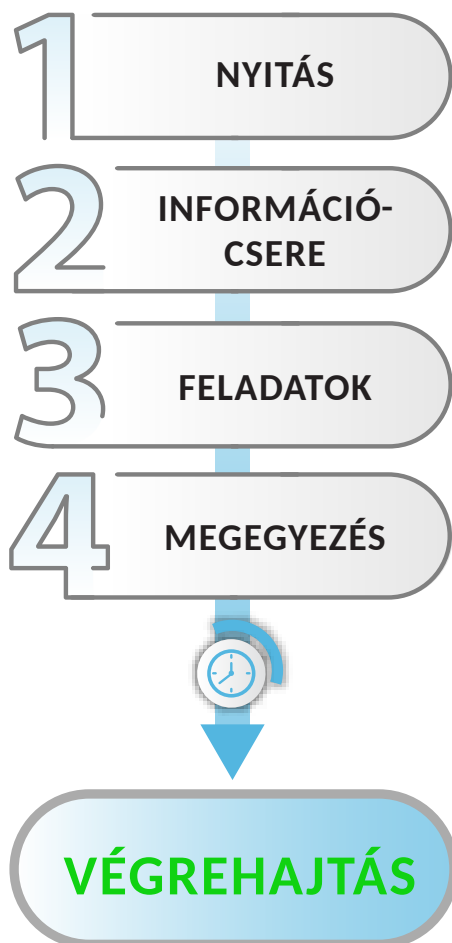 1
NYITÁS
2
INFORMÁCIÓ-
CSERE
3
FELADATOK
4
MEGEGYEZÉS
VÉGREHAJTÁS